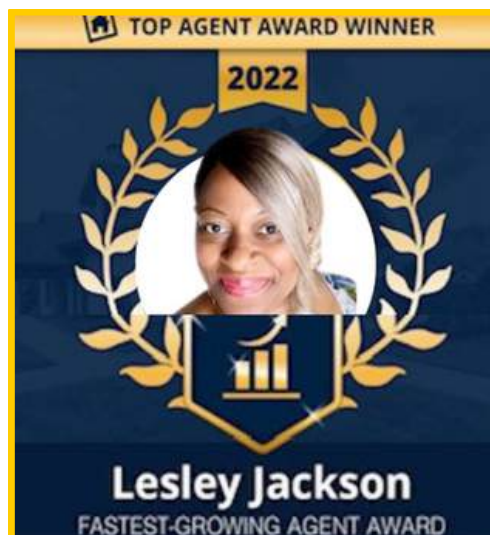 TOP AGENT AWARD WINNER
2022
Lesley Jackson
FASTEST-GROWING AGENT AWARD